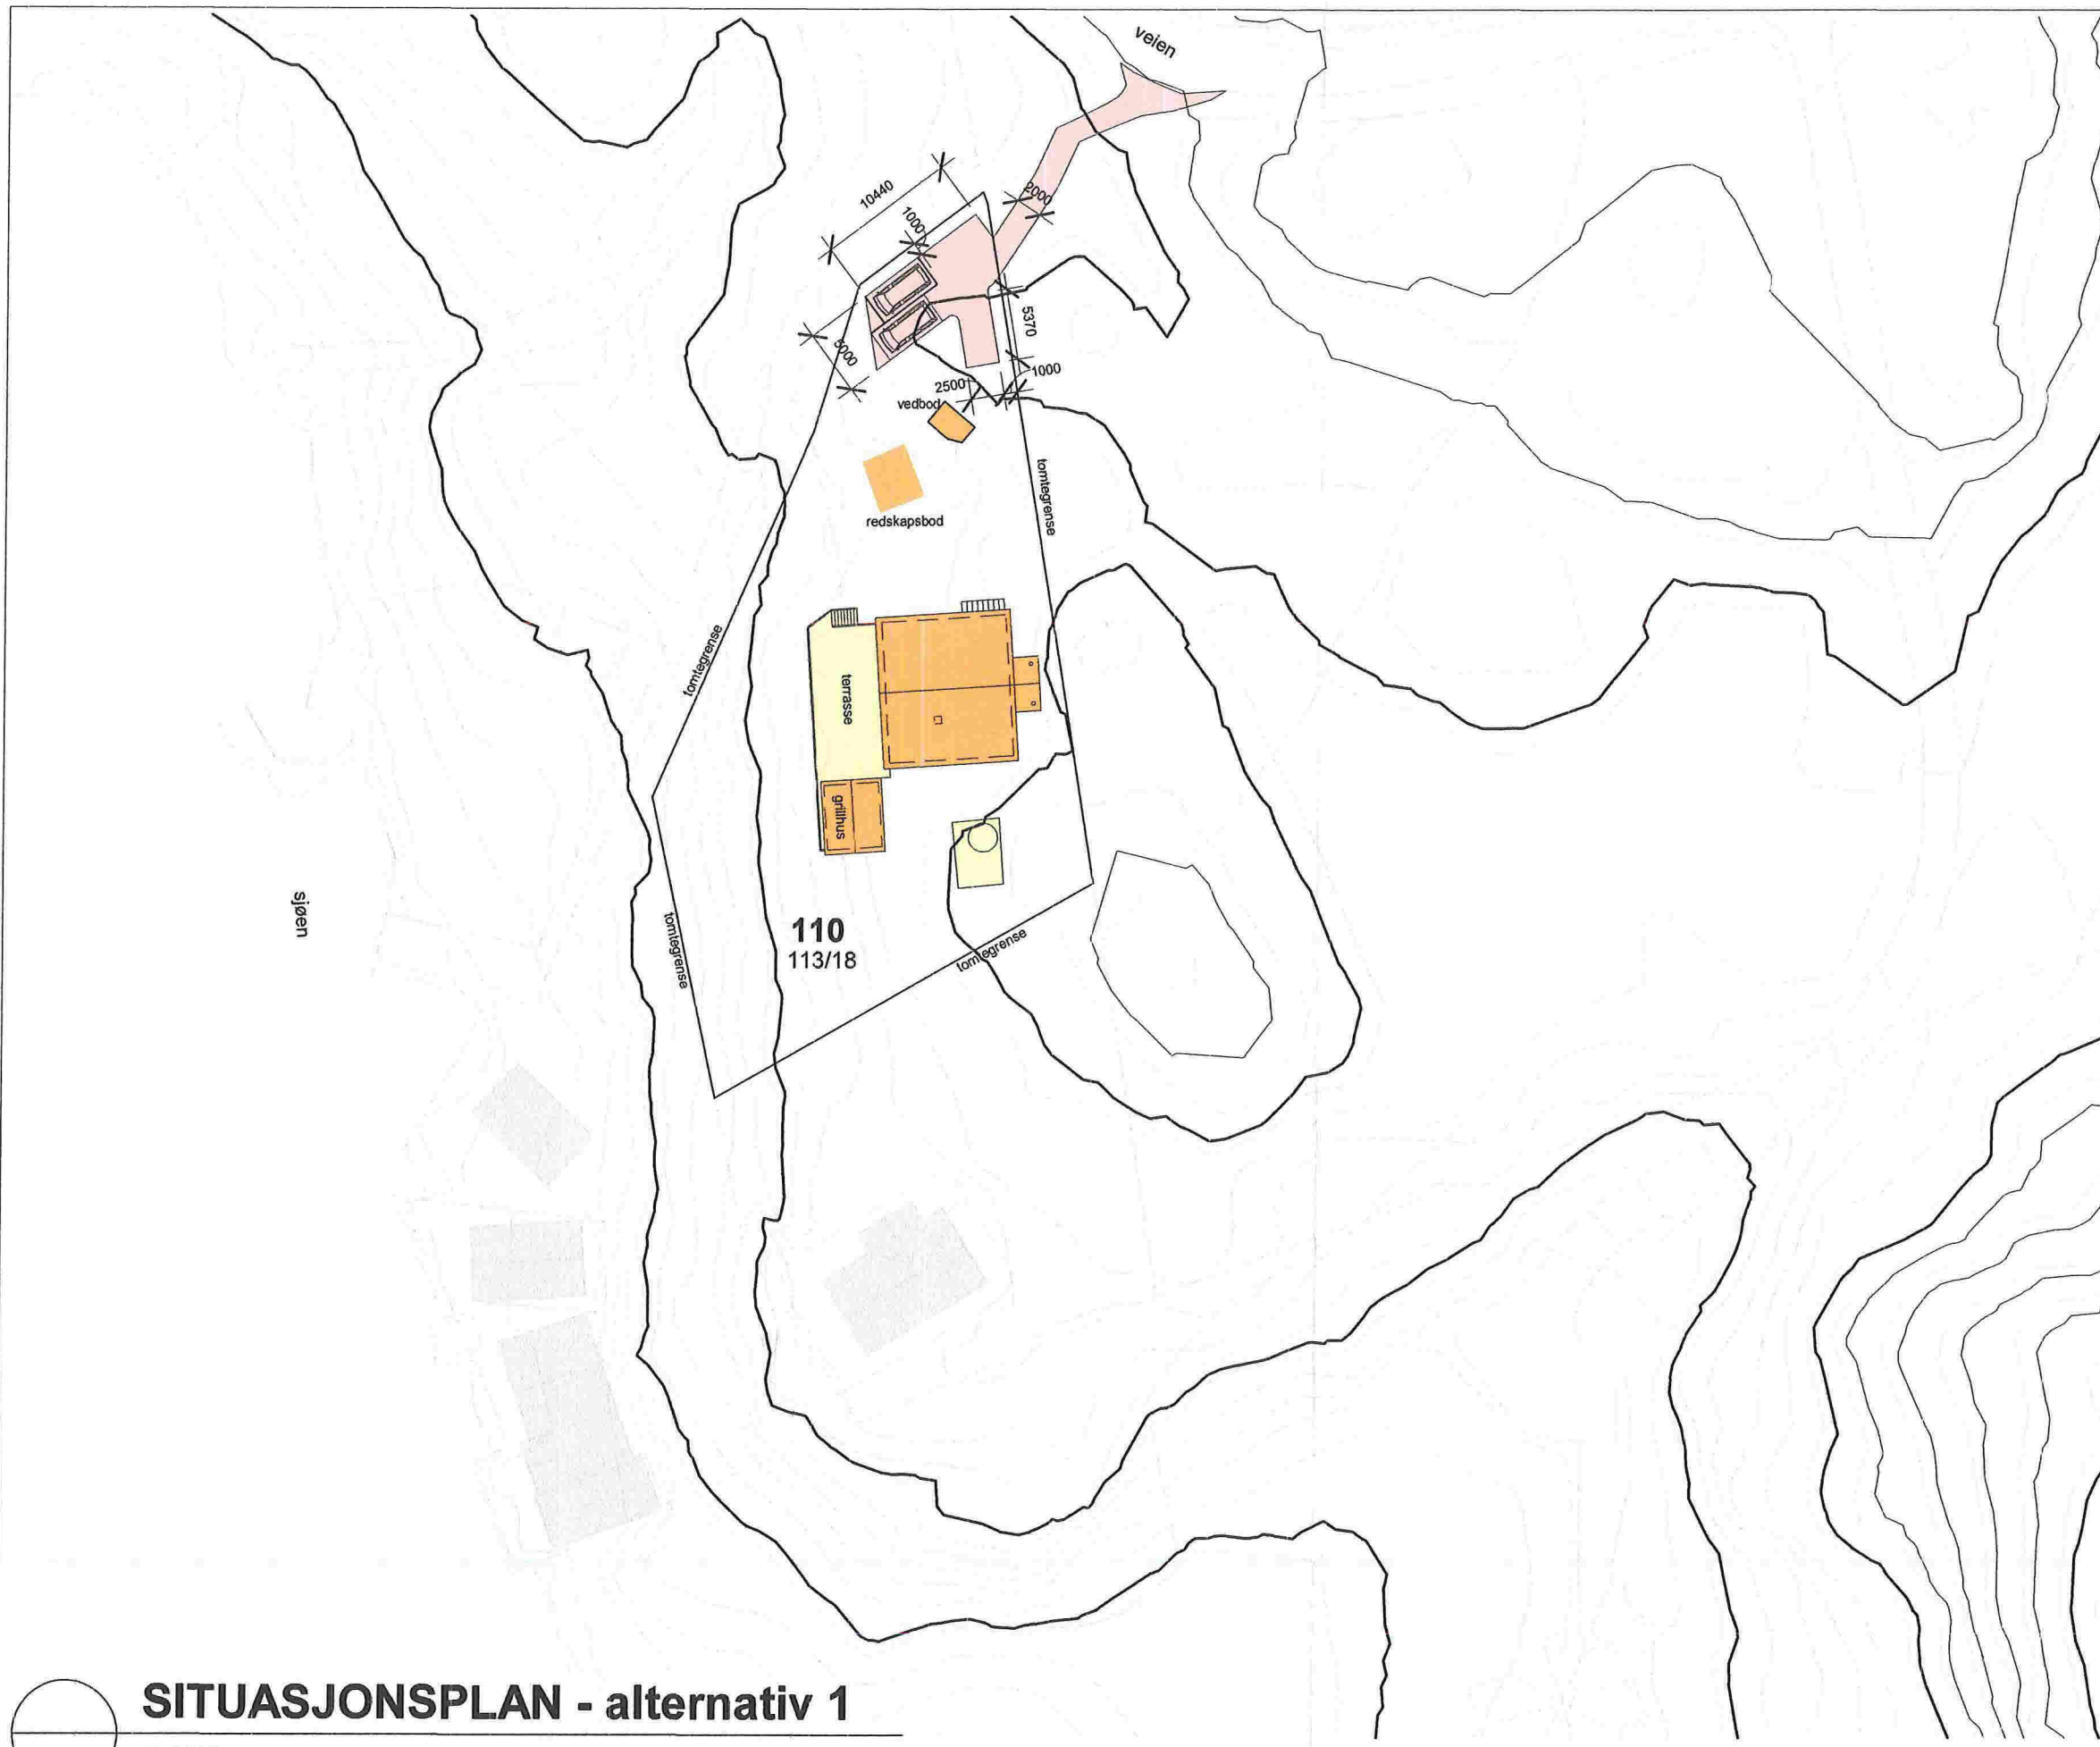 veien
10440
1000
2000
5370
5000
1000
2500
vedbod
tomtegrense
redskapsbod
tomtegrense
terrasse
grillhus
sjøen
tomtegrense
110
113/18
tomtegrense
SITUASJONSPLAN - alternativ 1